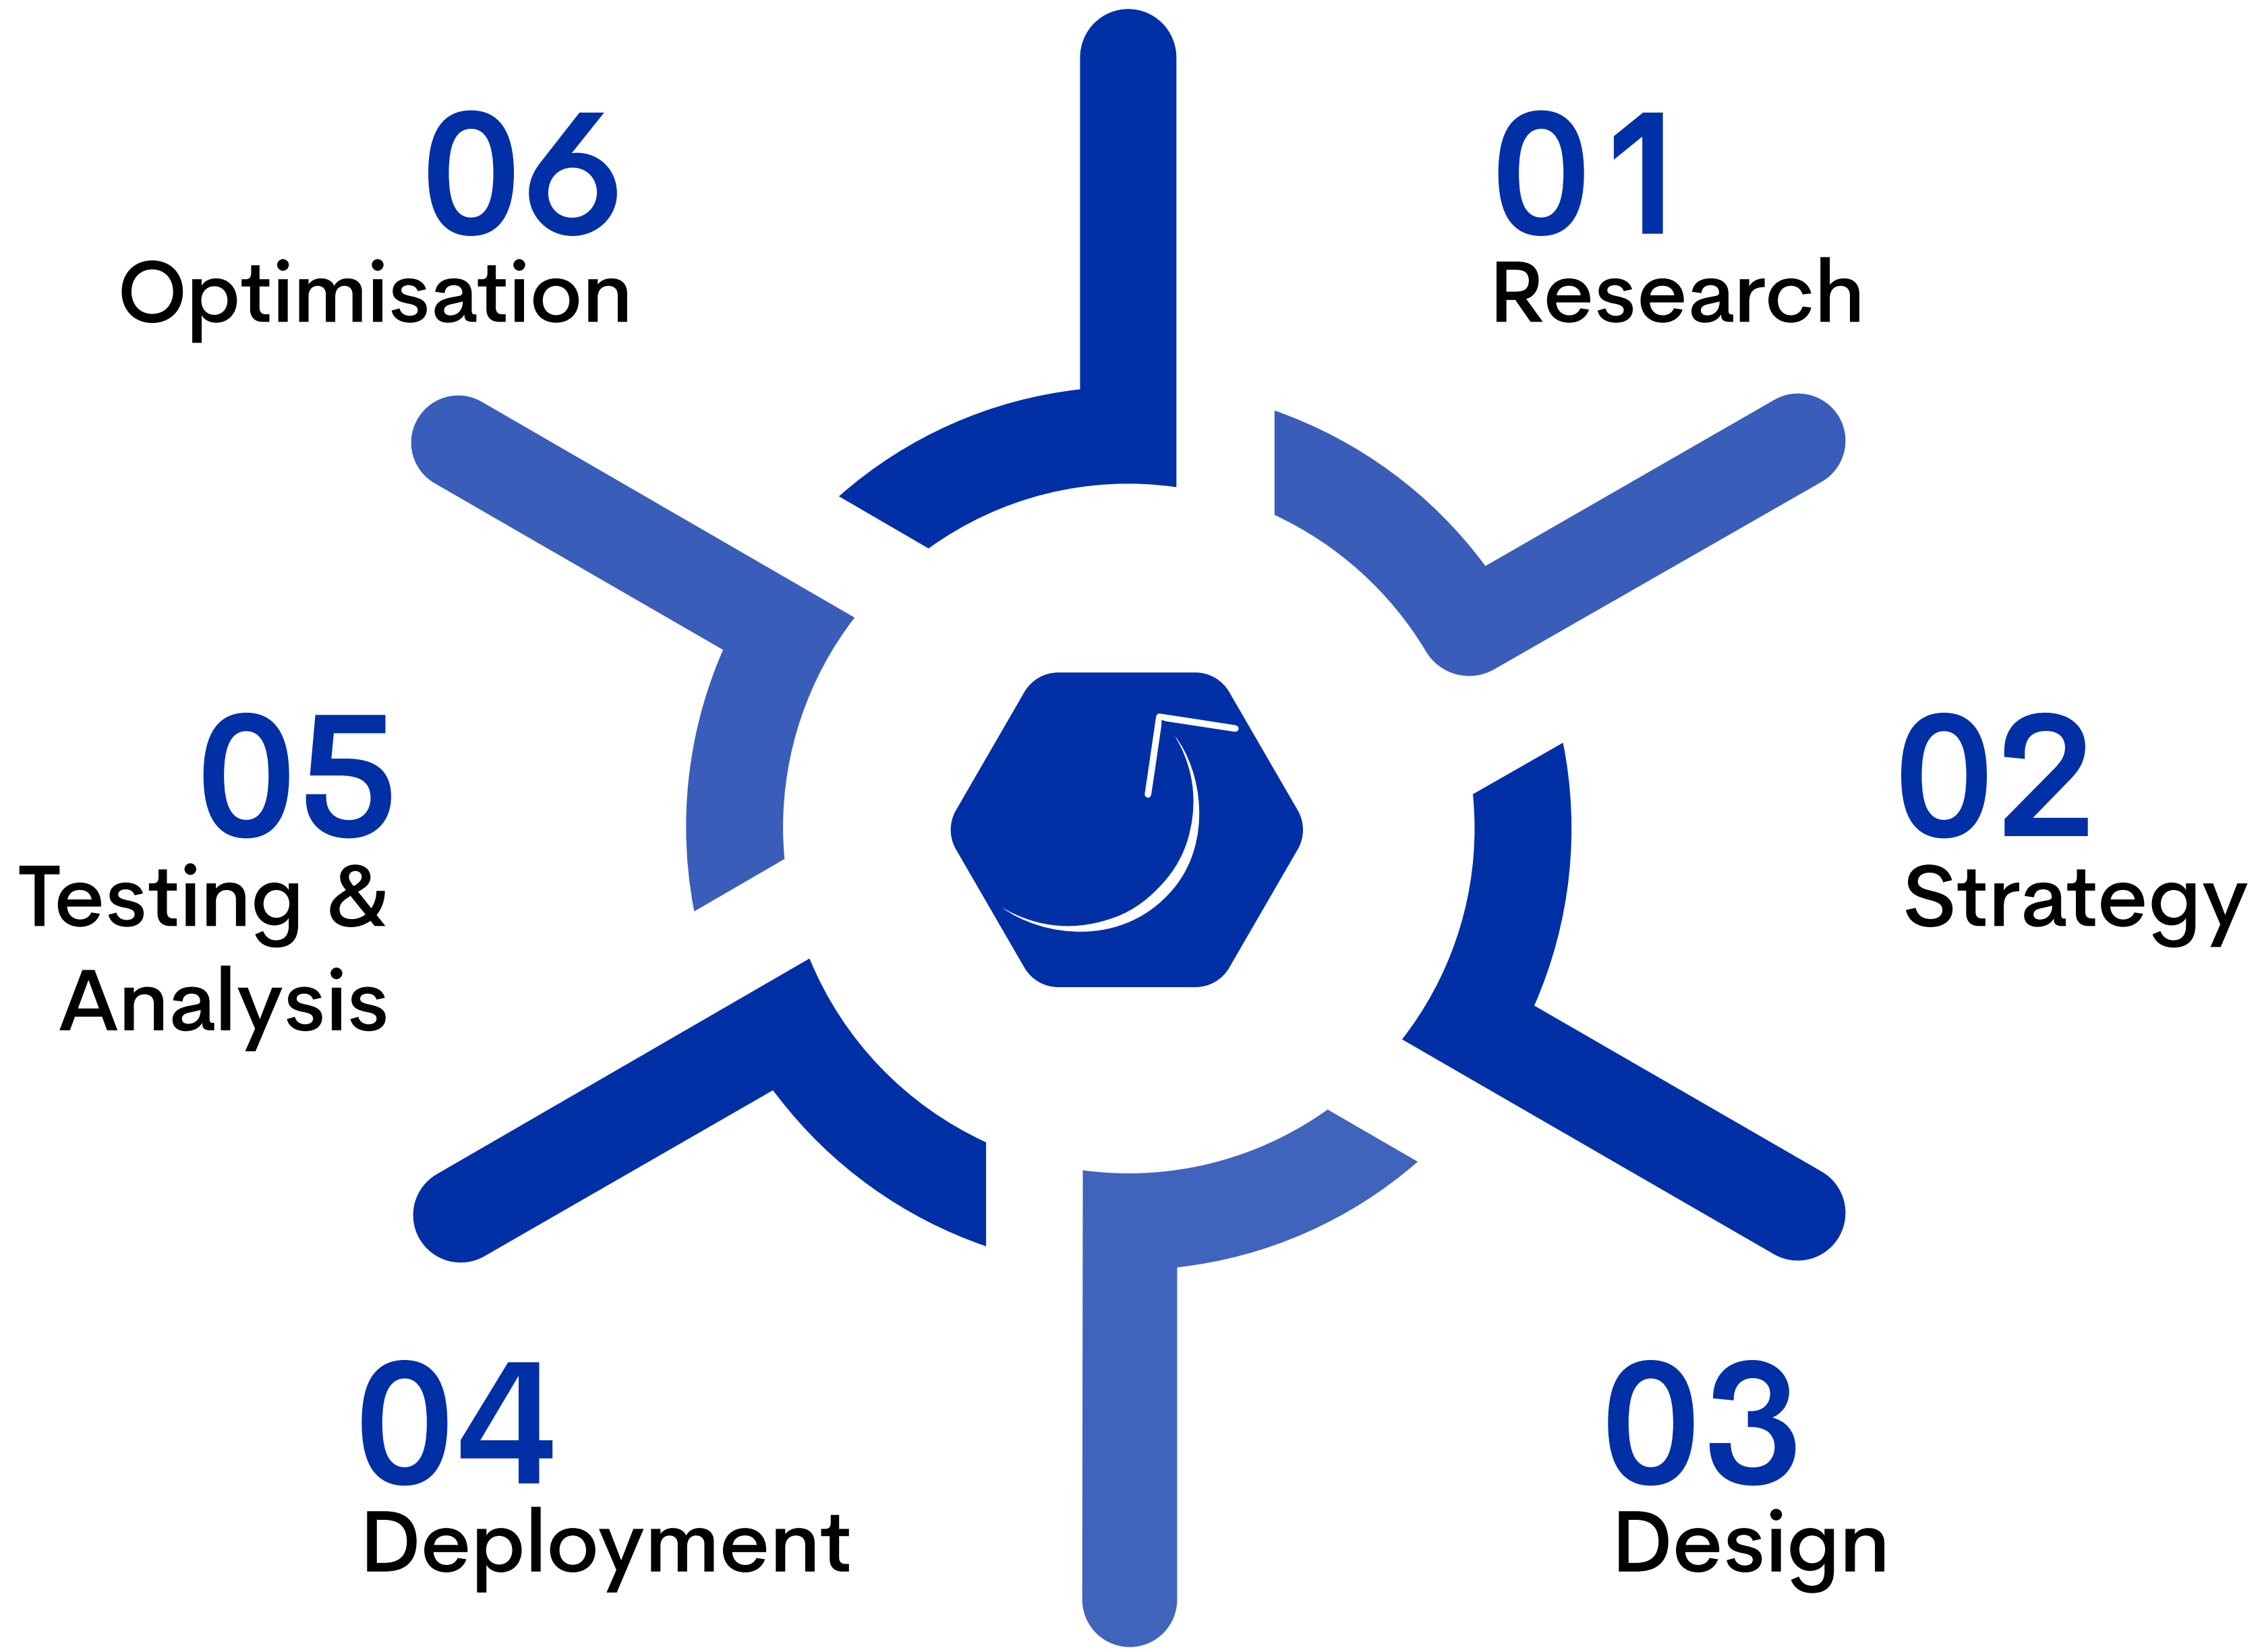 01
Research
02
Strategy
03
Design
04
Deployment
05
Testing &
Analysis
06
Optimisation